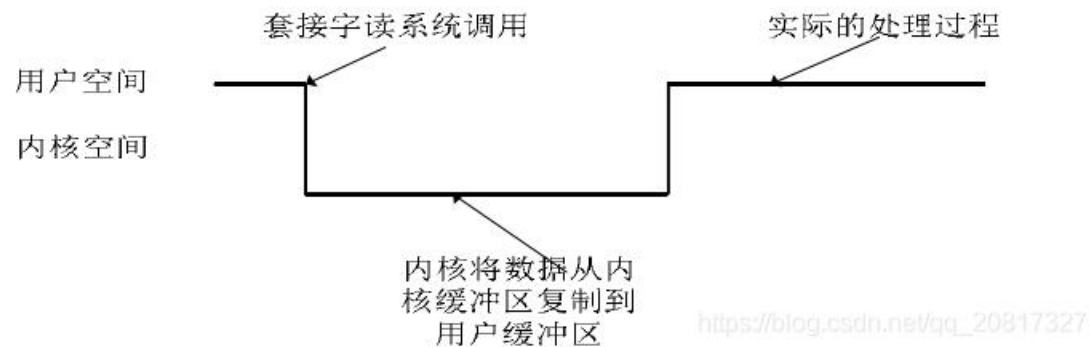 套接字读系统调用
实际的处理过程
用户空间
内核空间
内核将数据从内
核缓冲区复制到
用户缓冲区
https://blog.csdn.net/qq_20817327